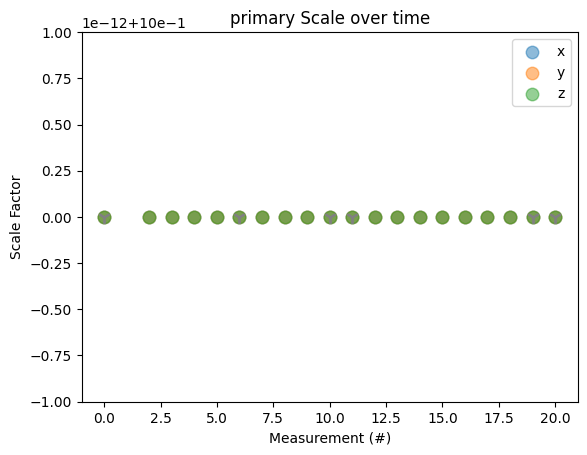 primary Scale over time
1e−12+10e−1
1.00
0.75
0.50
0.25
0.00
−0.25
−0.50
−0.75
−1.00
Scale Factor
x
y
z
0.0 2.5 5.0 7.5 10.0 12.5 15.0 17.5 20.0
Measurement (#)